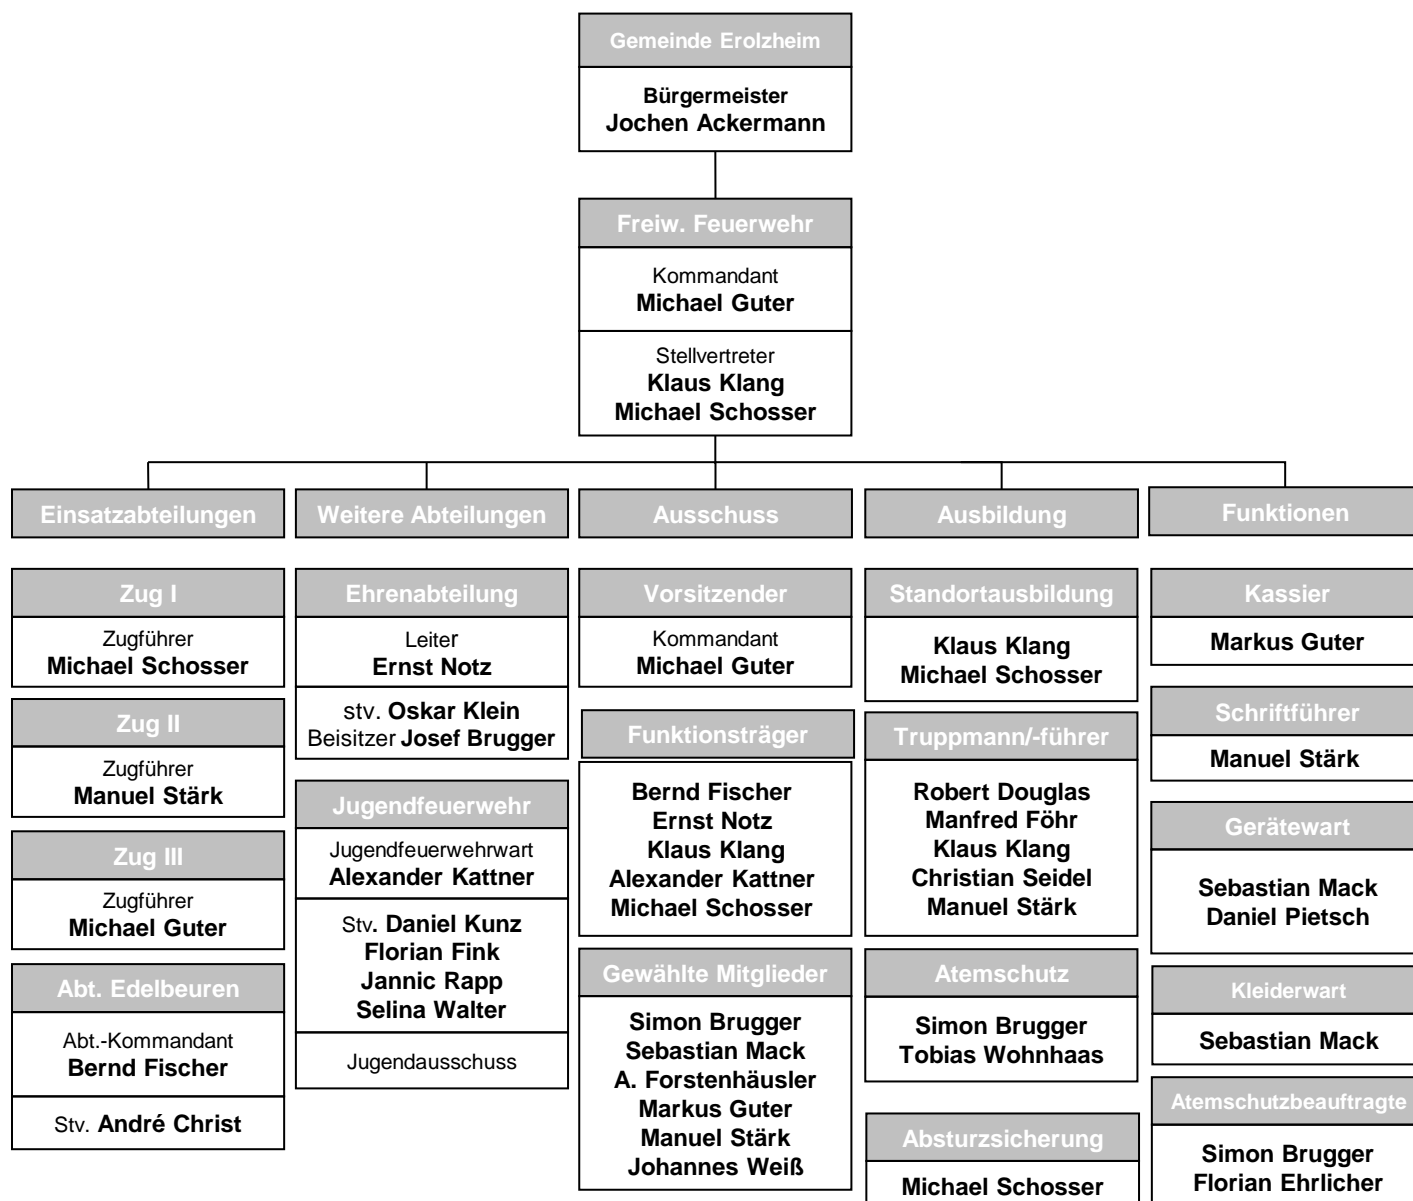 Gemeinde Erolzheim
Bürgermeister
Jochen Ackermann
Freiw. Feuerwehr
Kommandant
Michael Guter
Stellvertreter
Klaus Klang
Michael Schosser
Einsatzabteilungen
Zug I
Zugführer
Michael Schosser
Zug II
Zugführer
Manuel Stärk
Zug III
Zugführer
Michael Guter
Abt. Edelbeuren
Abt.-Kommandant
Bernd Fischer
Stv. André Christ
Weitere Abteilungen
Ehrenabteilung
Leiter
Ernst Notz
stv. Oskar Klein
Beisitzer Josef Brugger
Jugendfeuerwehr
Jugendfeuerwehrwart
Alexander Kattner
Stv. Daniel Kunz
Florian Fink
Jannic Rapp
Selina Walter
Jugendausschuss
Ausschuss
Vorsitzender
Kommandant
Michael Guter
Funktionsträger
Bernd Fischer
Ernst Notz
Klaus Klang
Alexander Kattner
Michael Schosser
Gewählte Mitglieder
Simon Brugger
Sebastian Mack
A. Forstenhäusler
Markus Guter
Manuel Stärk
Johannes Weiß
Ausbildung
Standortausbildung
Klaus Klang
Michael Schosser
Truppmann/-führer
Robert Douglas
Manfred Föhr
Klaus Klang
Christian Seidel
Manuel Stärk
Atemschutz
Simon Brugger
Tobias Wohnhaas
Absturzsicherung
Michael Schosser
Funktionen
Kassier
Markus Guter
Schriftführer
Manuel Stärk
Gerätewart
Sebastian Mack
Daniel Pietsch
Kleiderwart
Sebastian Mack
Atemschutzbeauftragte
Simon Brugger
Florian Ehrlicher